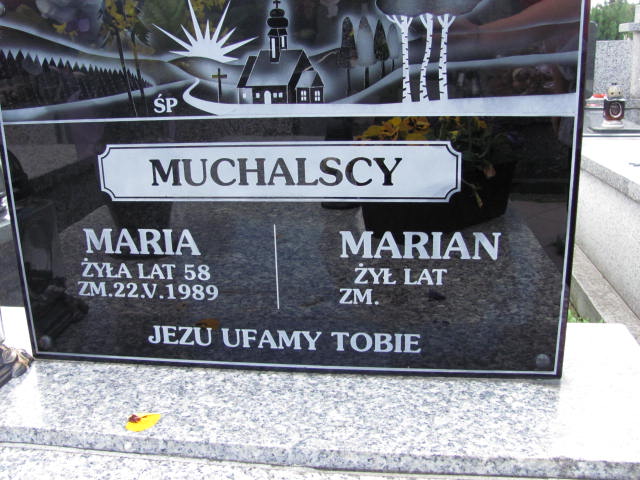 ŚP
MUCHALSCY
MARIA
ŻYŁA LAT 58
ZM.22.V.1989
MARIAN
ŻYŁ LAT
ZM.
JEZU UFAMY TOBIE